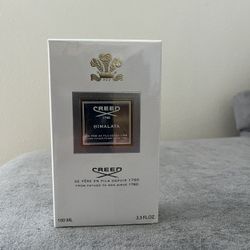 CREED
1760
HIMALAYA
CREED
DE PÈRE EN FILS DEPUIS 1760
FROM FATHER TO SON SINCE 1760
100 ML 3.3 FL.OZ